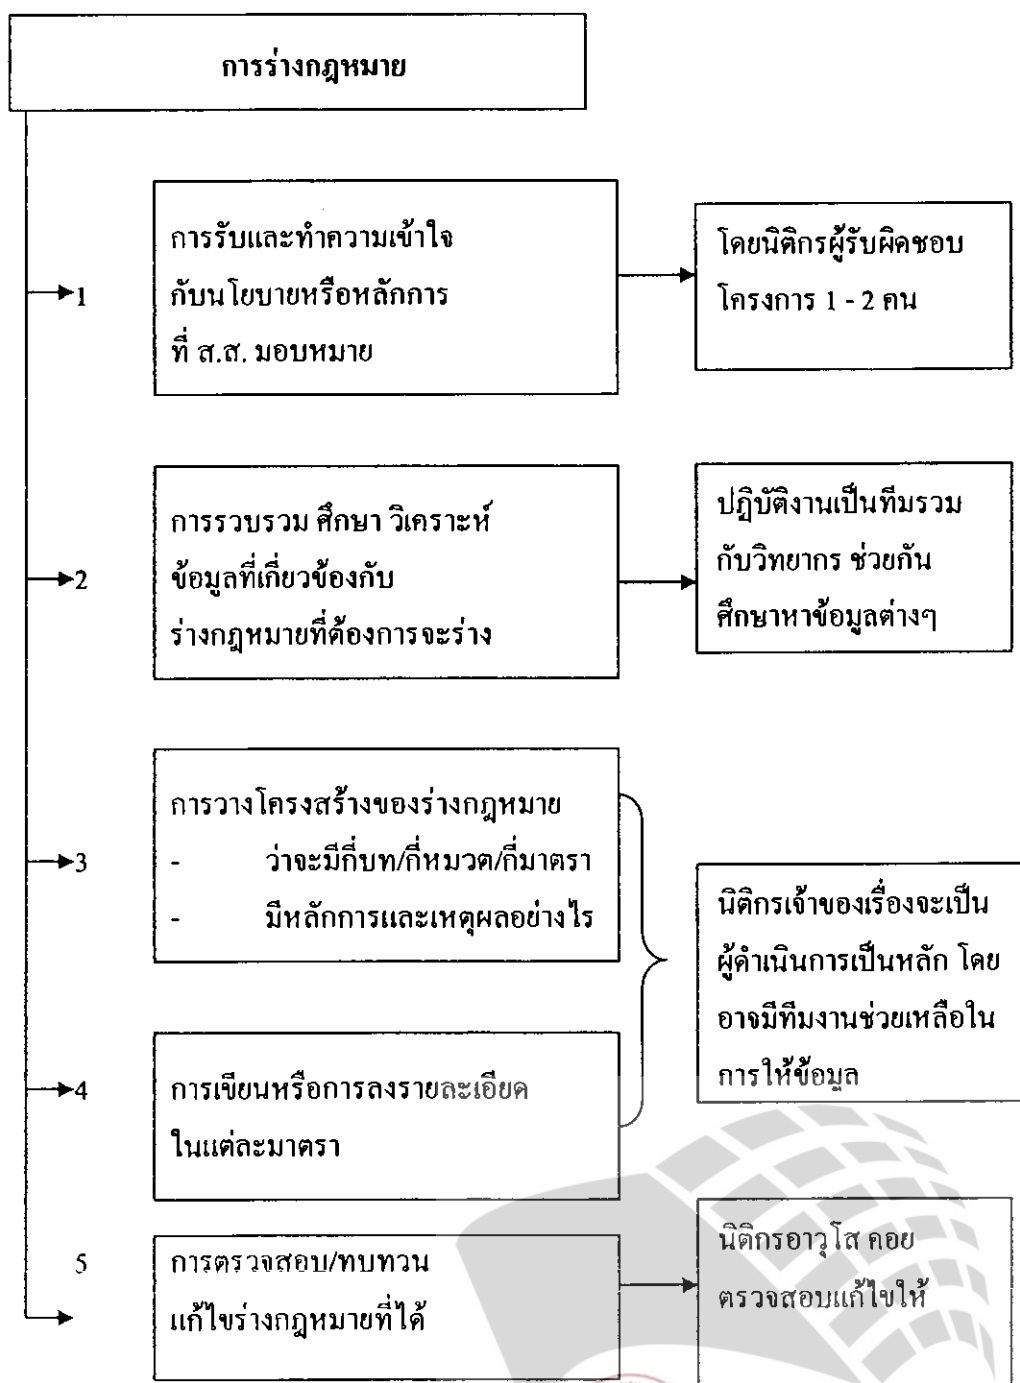 การร่างกฎหมาย
1
การรับและทำความเข้าใจ
กับนโยบายหรือหลักการ
ที่ ส.ส. มอบหมาย
โดยนิติกรผู้รับผิดชอบ
โครงการ 1 - 2 คน
2
การรวบรวม ศึกษา วิเคราะห์
ข้อมูลที่เกี่ยวข้องกับ
ร่างกฎหมายที่ต้องการจะร่าง
ปฏิบัติงานเป็นทีมรวม
กับวิทยากร ช่วยกัน
ศึกษาหาข้อมูลต่างๆ
3
การวางโครงสร้างของร่างกฎหมาย
- ว่าจะมีกี่บท/กี่หมวด/กี่มาตรา
- มีหลักการและเหตุผลอย่างไร
4
การเขียนหรือการลงรายละเอียด
ในแต่ละมาตรา
นิติกรเจ้าของเรื่องจะเป็น
ผู้ดำเนินการเป็นหลัก โดย
อาจมีทีมงานช่วยเหลือใน
การให้ข้อมูล
5
การตรวจสอบ/ทบทวน
แก้ไขร่างกฎหมายที่ได้
นิติกรอาวุโส คอย
ตรวจสอบแก้ไขให้